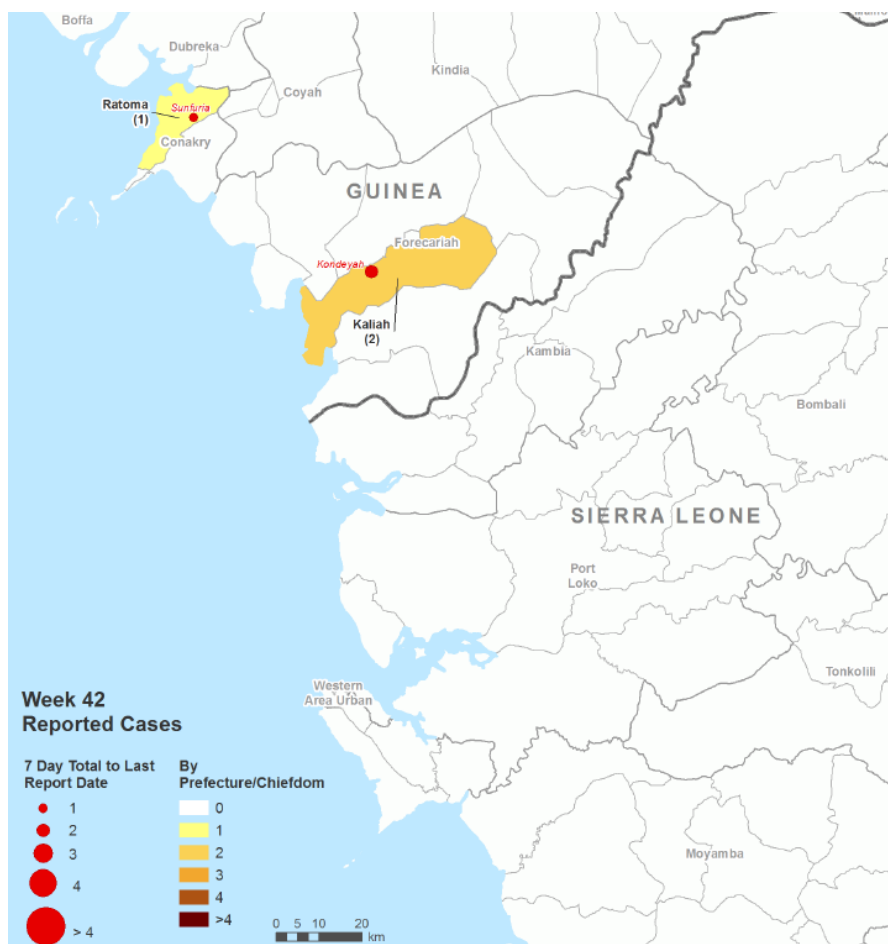 Boffa
Dubreka
Kindia
Coyah
Ratoma
(1)
Sunfuria
Conakry
GUINEA
Forecariah
Kondeyah
Kaliah
(2)
Kambia
Bombali
SIERRA LEONE
Port
Loko
Tonkolili
Western
Area Urban
Moyamba
Week 42
Reported Cases
7 Day Total to Last
Report Date
1
2
3
4
> 4
By
Prefecture/Chiefdom
0
1
2
3
4
>4
0 5 10 20
km